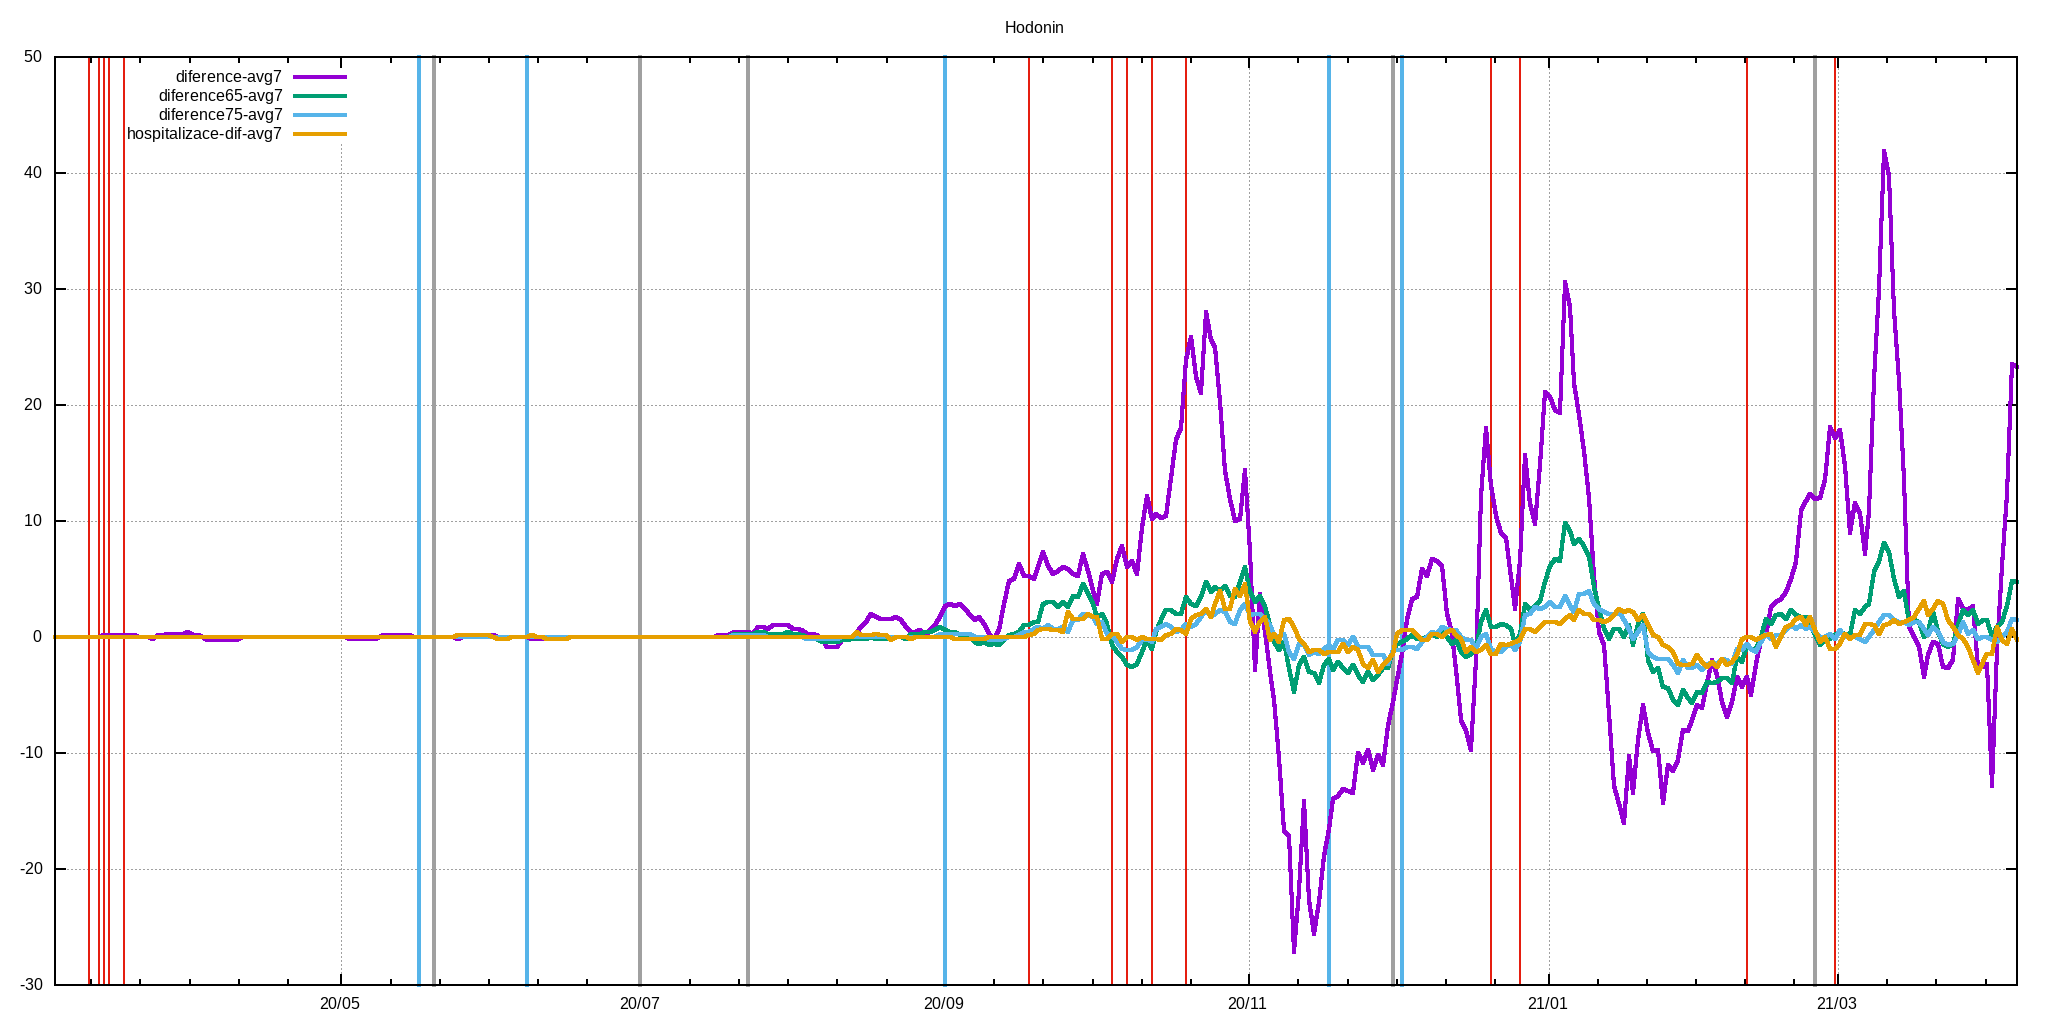 Hodonin
diference-avg7
diference65-avg7
diference75-avg7
hospitalizace-dif-avg7
50
40
30
20
10
0
-10
-20
-30
20/05 20/07 20/09 20/11 21/01 21/03